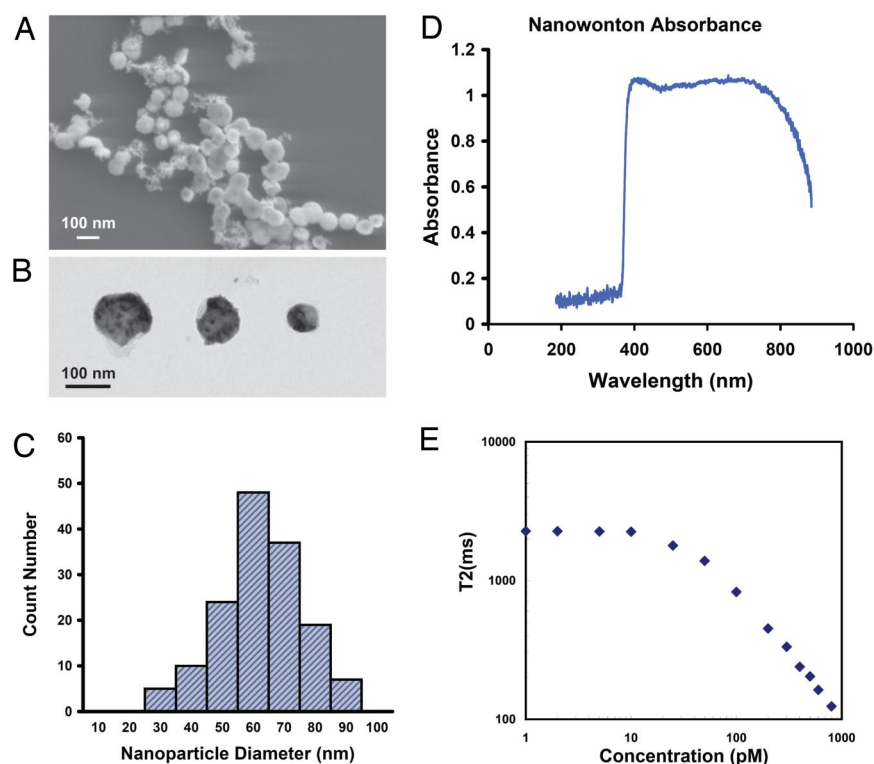 A
100 nm
B
100 nm
C
60
50
40
30
20
10
0
Count Number
10 20 30 40 50 60 70 80 90 100
Nanoparticle Diameter (nm)
D
Nanowonton Absorbance
1.2
1
0.8
0.6
0.4
0.2
0
Absorbance
0 200 400 600 800 1000
Wavelength (nm)
E
10000
1000
100
T2(ms)
1 10 100 1000
Concentration (pM)